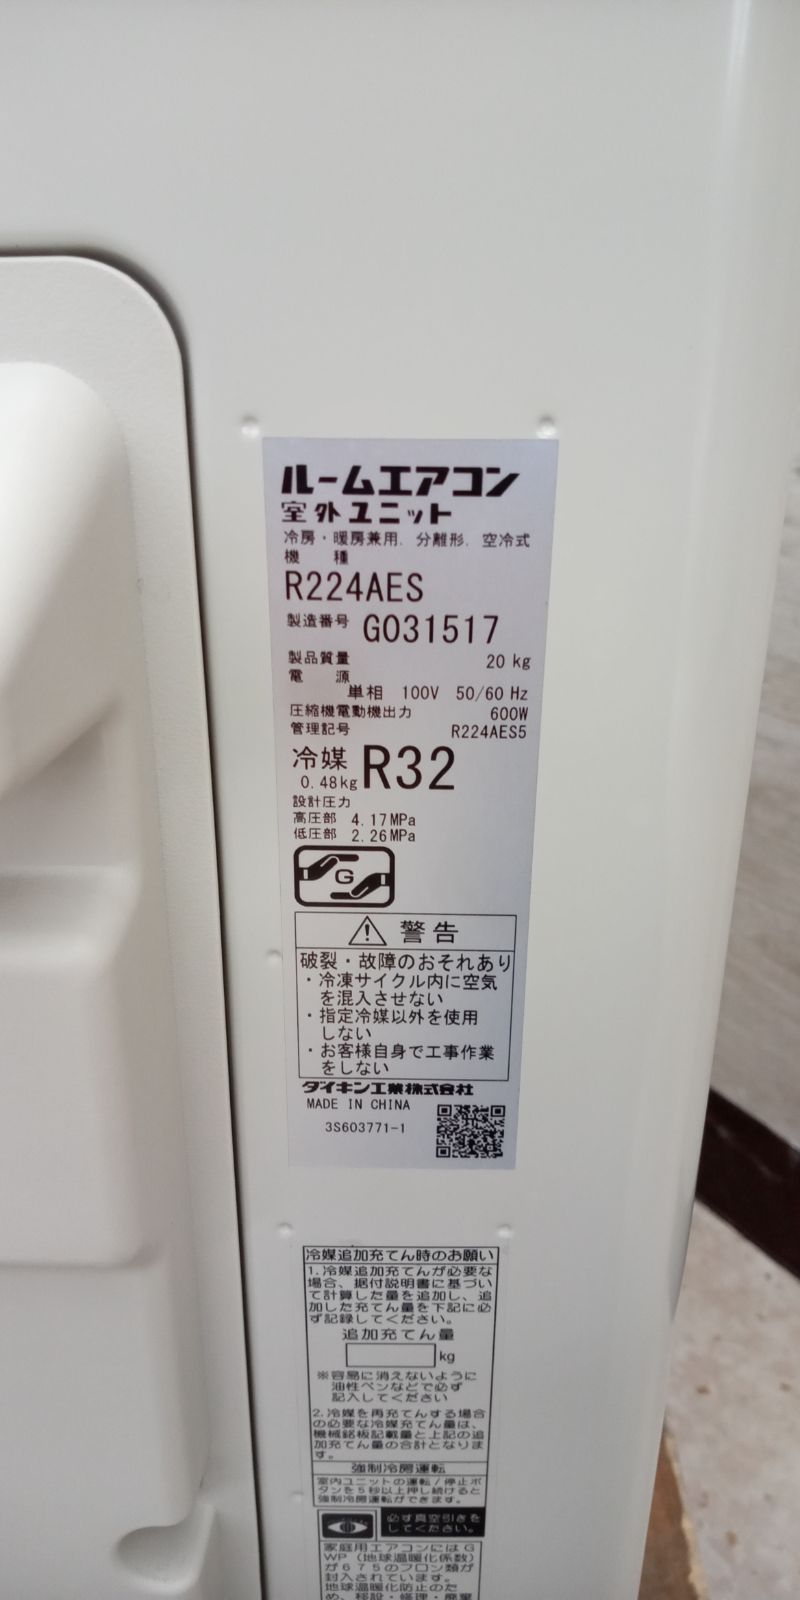 ルームエアコン
室外ユニット
冷房・暖房兼用. 分離形. 空冷式
機 種
R224AES
製造番号 G031517
製品質量 20 kg
電 源
単相 100V 50/60 Hz
圧縮機電動機出力 600W
管理記号 R224AES5
冷媒 R32
0.48kg
設計圧力
高圧部 4.17MPa
低圧部 2.26MPa
G
警告
破裂・故障のおそれあり
・冷凍サイクル内に空気
を混入させない
・指定冷媒以外を使用
しない
・お客様自身で工事作業
をしない
ダイキン工業株式会社
MADE IN CHINA
3S603771-1
冷媒追加充てん時のお願い
1.冷媒追加充てんが必要な
場合、据付説明書に基づい
て計算した量を追加し、追
加した充てん量を下記に必
ず記録してください。
追加充てん量
kg
※容易に消えないように
油性ペンなどで必ず
記入してください
2.冷媒を再充てんする場合
の必要な冷媒充てん量は、
機械銘板記載量と上記の追
加充てん量の合計となりま
す。
強制冷房運転
室内ユニットの運転/停止ボ
タンを5秒以上押し続けると
強制冷房運転ができます。
必ず真空引きを
してください。
家庭用エアコンにはG
WP（地球温暖化係数）
が675のフロン類が
封入されています。
地球温暖化防止のた
め、移設・修理・廃棄